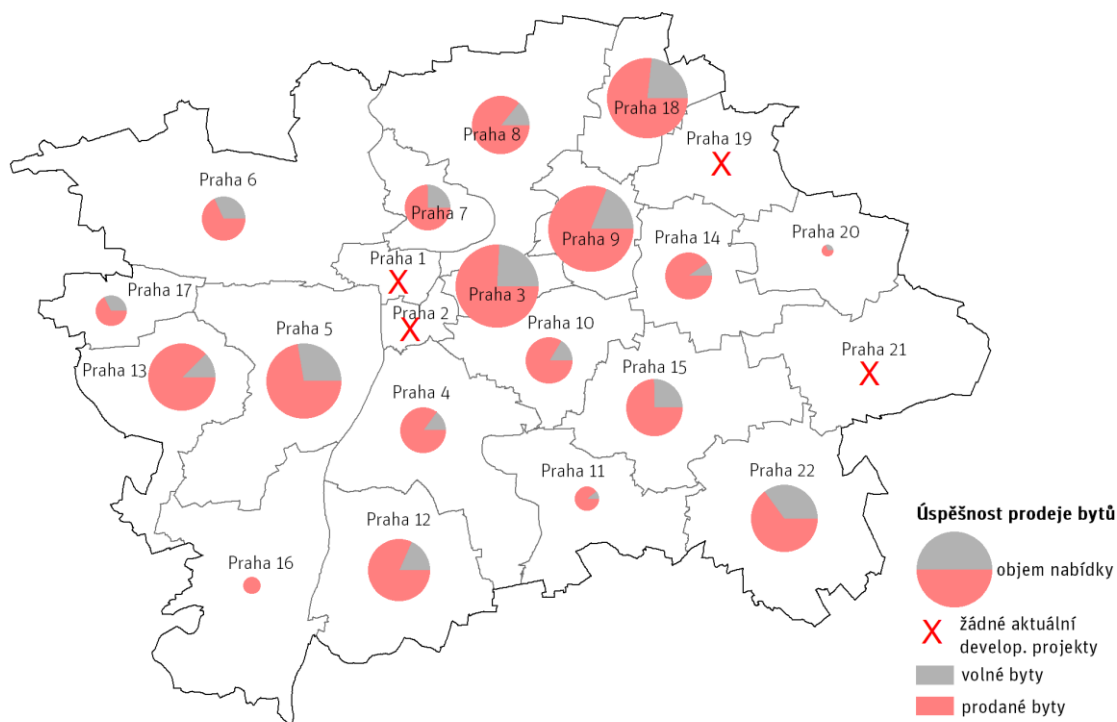 Praha 18
Praha 8
Praha 19
Praha 6
Praha 7
Praha 9
Praha 14
Praha 20
Praha 1
Praha 17
Praha 3
Praha 2
Praha 5
Praha 10
Praha 21
Praha 13
Praha 15
Praha 4
Praha 11
Praha 22
Praha 12
Praha 16
Úspěšnost prodeje bytů
objem nabídky
žádné aktuální
develop. projekty
volné byty
prodané byty